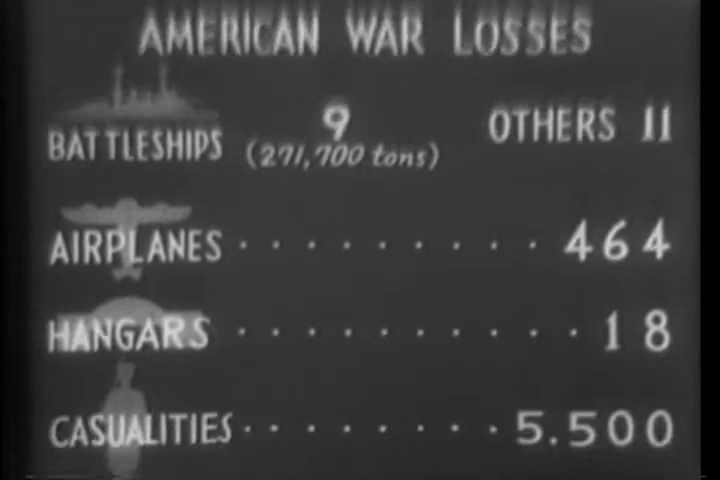 AMERICAN WAR LOSSES
BATTLESHIPS 9 OTHERS 11
(271,700 tons)
AIRPLANES . . . . . . . . . . 464
HANGARS . . . . . . . . . . . 18
CASUALITIES . . . . . . . . . 5.500